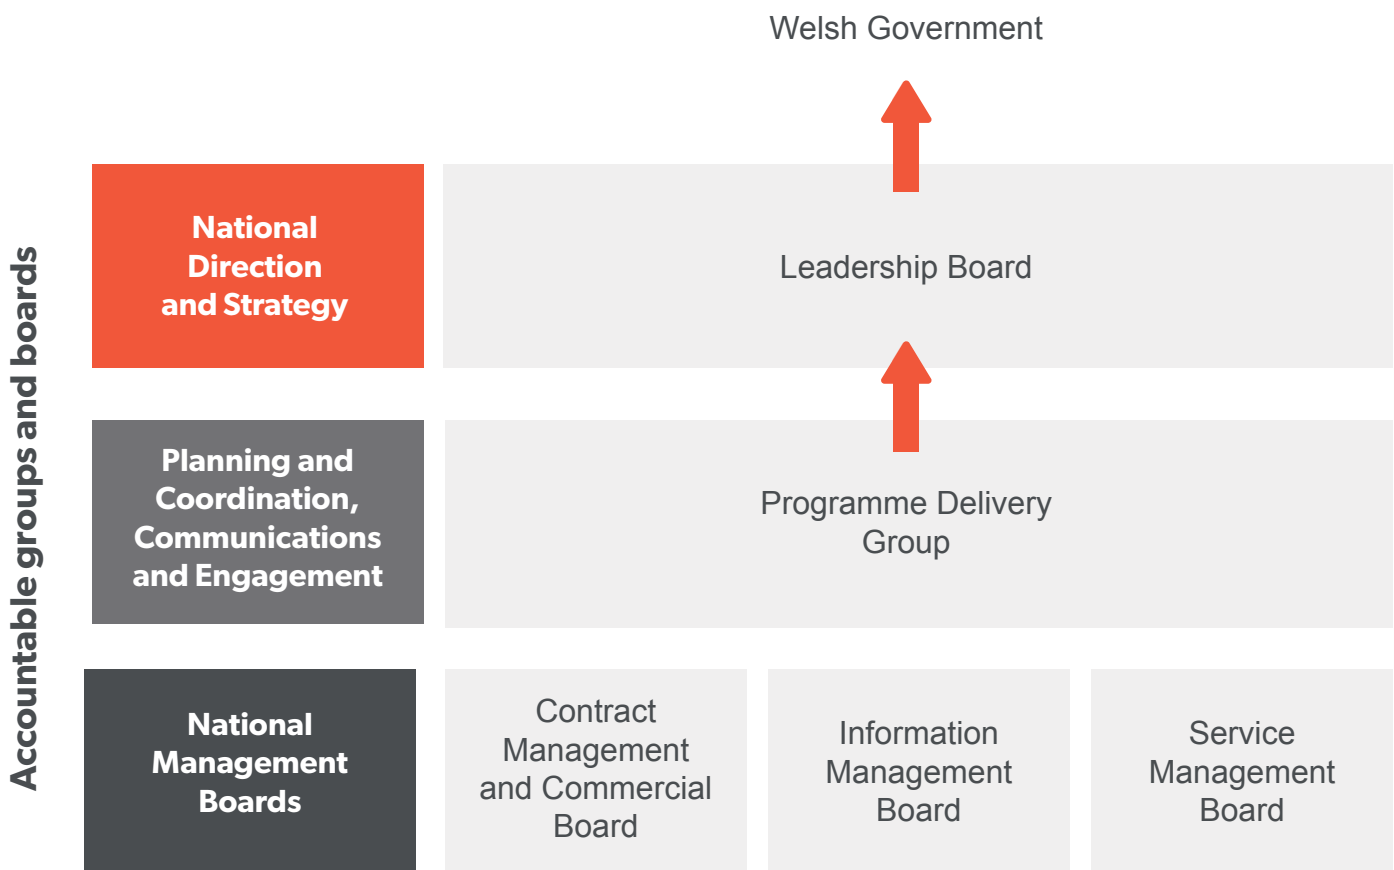 Welsh Government
Accountable groups and boards
National
Direction
and Strategy
Leadership Board
Planning and
Coordination,
Communications
and Engagement
Programme Delivery
Group
National
Management
Boards
Contract
Management
and Commercial
Board
Information
Management
Board
Service
Management
Board